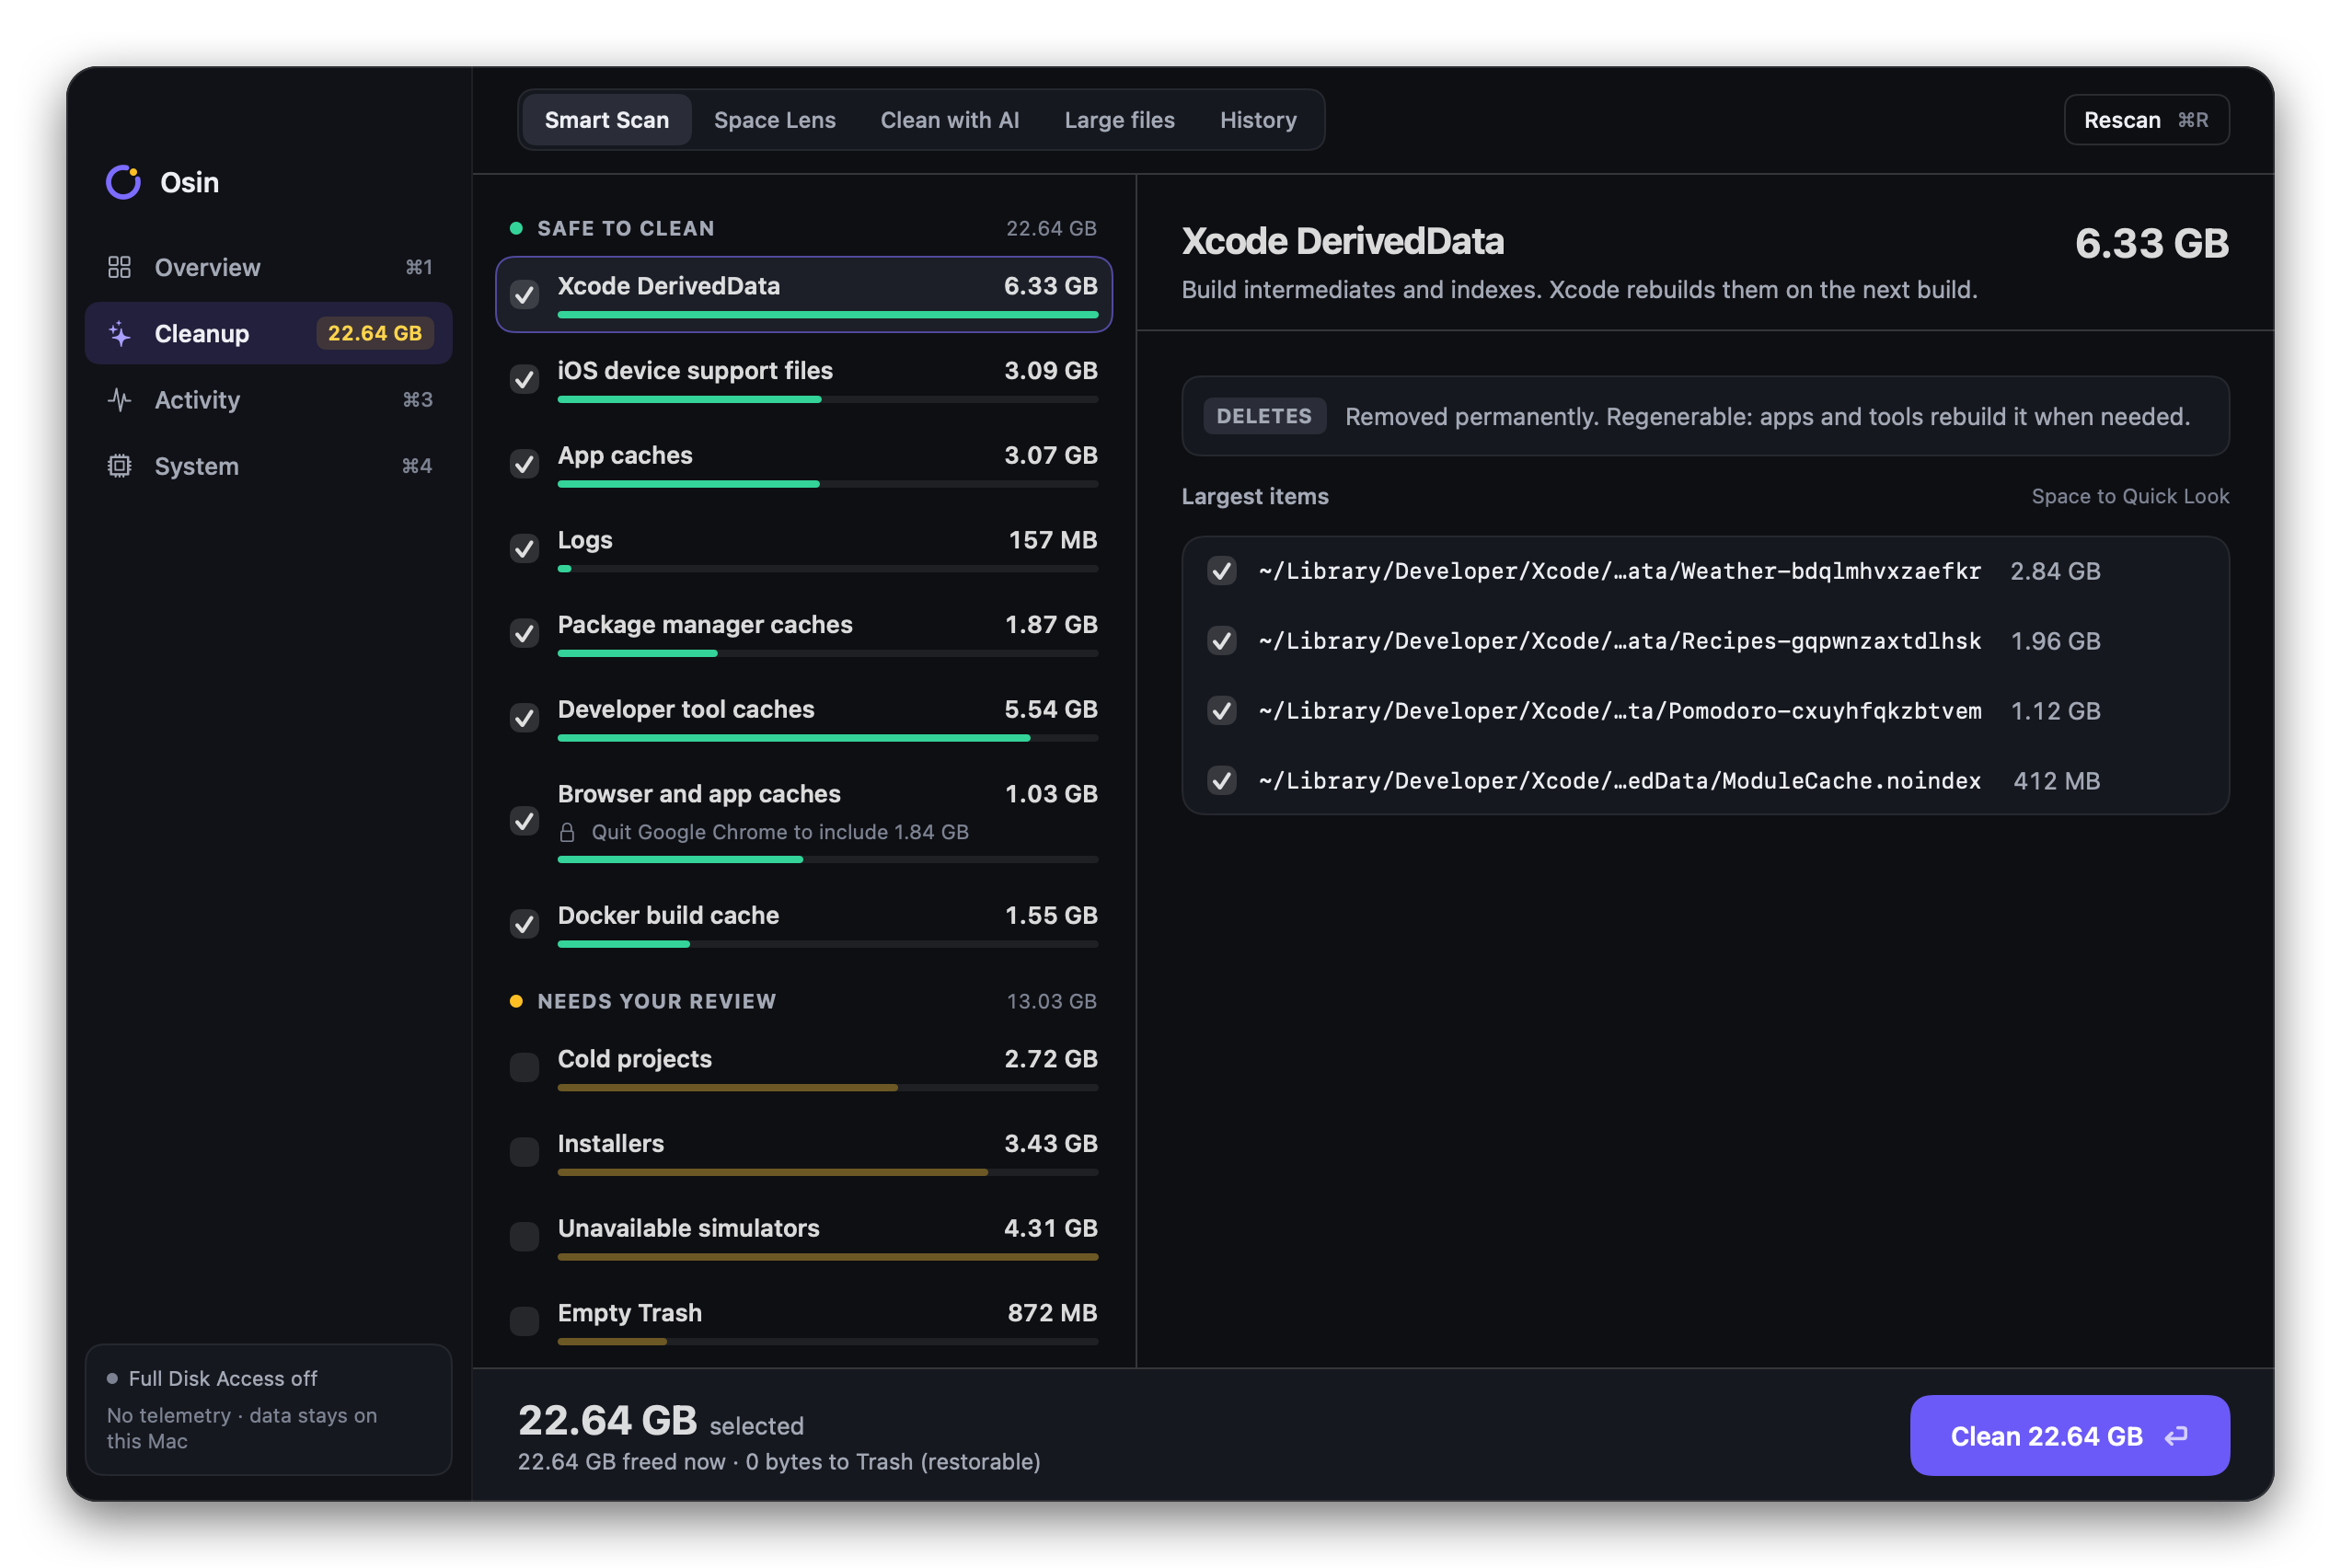 Osin
Overview ⌘1
Cleanup 22.64 GB
Activity ⌘3
System ⌘4
Full Disk Access off
No telemetry · data stays on
this Mac
Smart Scan Space Lens Clean with AI Large files History
Rescan ⌘R
SAFE TO CLEAN 22.64 GB
Xcode DerivedData 6.33 GB
iOS device support files 3.09 GB
App caches 3.07 GB
Logs 157 MB
Package manager caches 1.87 GB
Developer tool caches 5.54 GB
Browser and app caches 1.03 GB
Quit Google Chrome to include 1.84 GB
Docker build cache 1.55 GB
NEEDS YOUR REVIEW 13.03 GB
Cold projects 2.72 GB
Installers 3.43 GB
Unavailable simulators 4.31 GB
Empty Trash 872 MB
Xcode DerivedData 6.33 GB
Build intermediates and indexes. Xcode rebuilds them on the next build.
DELETES Removed permanently. Regenerable: apps and tools rebuild it when needed.
Largest items Space to Quick Look
~/Library/Developer/Xcode/…ata/Weather-bdqlmhvxzaefkr 2.84 GB
~/Library/Developer/Xcode/…ata/Recipes-gqpwnzaxtdlhsk 1.96 GB
~/Library/Developer/Xcode/…ta/Pomodoro-cxuyhfqkzbtvem 1.12 GB
~/Library/Developer/Xcode/…edData/ModuleCache.noindex 412 MB
22.64 GB selected
22.64 GB freed now · 0 bytes to Trash (restorable)
Clean 22.64 GB